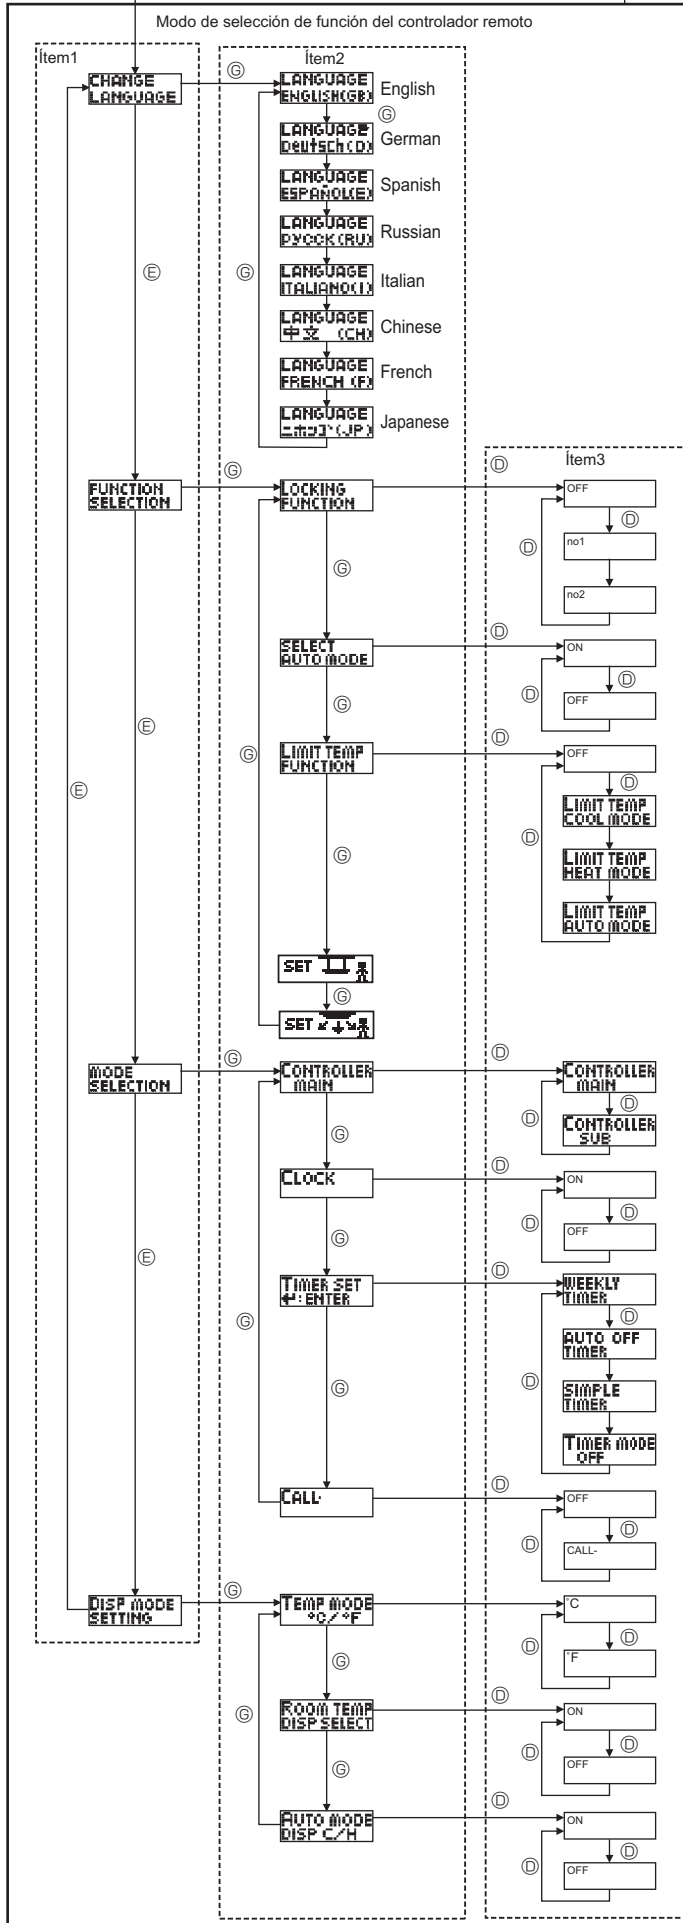 Modo de selección de función del controlador remoto
Ítem1
Ítem2
CHANGE
LANGUAGE
Ⓖ
LANGUAGE
ENGLISH(GB)
English
Ⓖ
LANGUAGE
Deutsch(D)
German
LANGUAGE
ESPAÑOL(E)
Spanish
LANGUAGE
РУССК(RU)
Russian
Ⓔ
Ⓖ
LANGUAGE
ITALIANO(I)
Italian
LANGUAGE
中文 (CH)
Chinese
LANGUAGE
FRENCH (F)
French
LANGUAGE
ニホンゴ(JP)
Japanese
Ítem3
FUNCTION
SELECTION
Ⓖ
LOCKING
FUNCTION
Ⓓ
OFF
Ⓓ
Ⓓ
no1
Ⓖ
no2
SELECT
AUTO MODE
Ⓓ
ON
Ⓓ
Ⓓ
OFF
Ⓖ
Ⓔ
Ⓖ
LIMIT TEMP
FUNCTION
Ⓓ
OFF
Ⓓ
Ⓔ
LIMIT TEMP
COOL MODE
Ⓓ
Ⓖ
LIMIT TEMP
HEAT MODE
LIMIT TEMP
AUTO MODE
SET
Ⓖ
SET
MODE
SELECTION
Ⓖ
CONTROLLER
MAIN
Ⓓ
CONTROLLER
MAIN
Ⓓ
Ⓓ
CONTROLLER
SUB
Ⓖ
CLOCK
Ⓓ
ON
Ⓓ
Ⓓ
OFF
Ⓖ
Ⓔ
TIMER SET
↵:ENTER
Ⓓ
WEEKLY
TIMER
Ⓓ
Ⓖ
AUTO OFF
TIMER
Ⓓ
Ⓖ
SIMPLE
TIMER
TIMER MODE
OFF
CALL-
Ⓓ
OFF
Ⓓ
Ⓓ
CALL-
DISP MODE
SETTING
Ⓖ
TEMP MODE
°C/°F
Ⓓ
°C
Ⓓ
Ⓓ
°F
Ⓖ
Ⓖ
ROOM TEMP
DISP SELECT
Ⓓ
ON
Ⓓ
Ⓓ
OFF
Ⓖ
AUTO MODE
DISP C/H
Ⓓ
ON
Ⓓ
Ⓓ
OFF